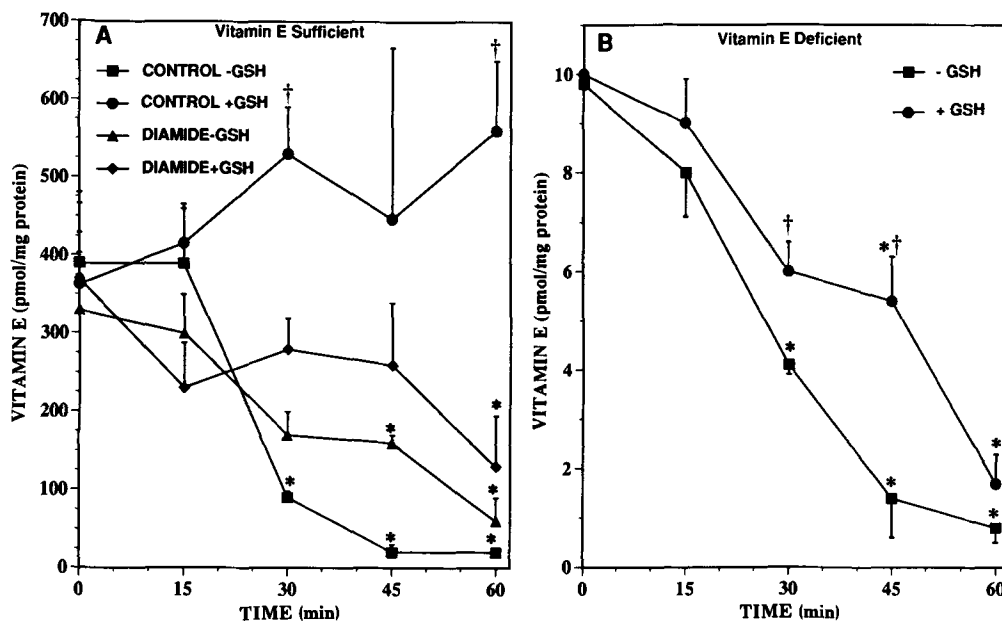 A
Vitamin E Sufficient
CONTROL -GSH
CONTROL +GSH
DIAMIDE-GSH
DIAMIDE+GSH
VITAMIN E (pmol/mg protein)
700
600
500
400
300
200
100
0
† † * * * * * *
0 15 30 45 60
TIME (min)
B
Vitamin E Deficient
- GSH
+ GSH
VITAMIN E (pmol/mg protein)
10
8
6
4
2
0
† *† * * * *
0 15 30 45 60
TIME (min)